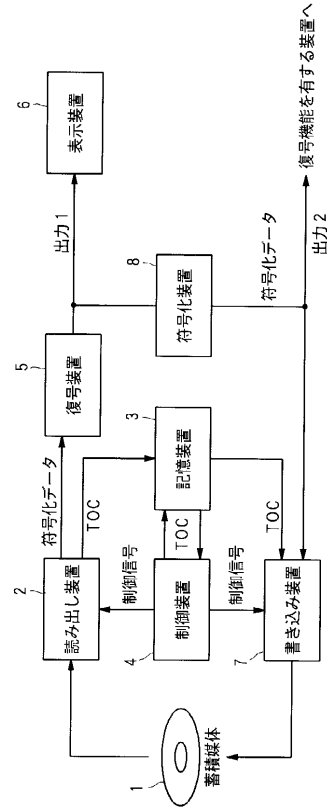 1
蓄積媒体
2
読み出し装置
制御信号
4
制御装置
制御信号
7
書き込み装置
符号化データ
TOC
TOC
3
記憶装置
TOC
5
復号装置
出力1
6
表示装置
8
符号化装置
符号化データ
出力2
復号機能を有する装置へ